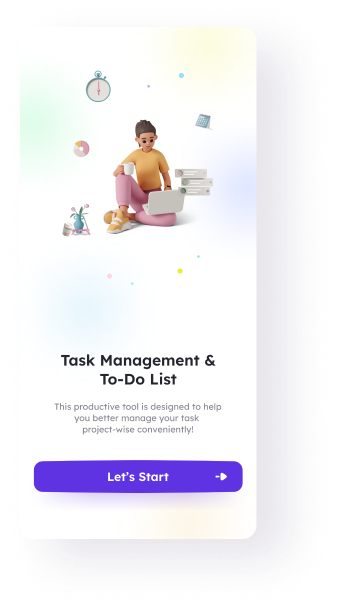 Task Management &
To-Do List
This productive tool is designed to help
you better manage your task
project-wise conveniently!
Let’s Start